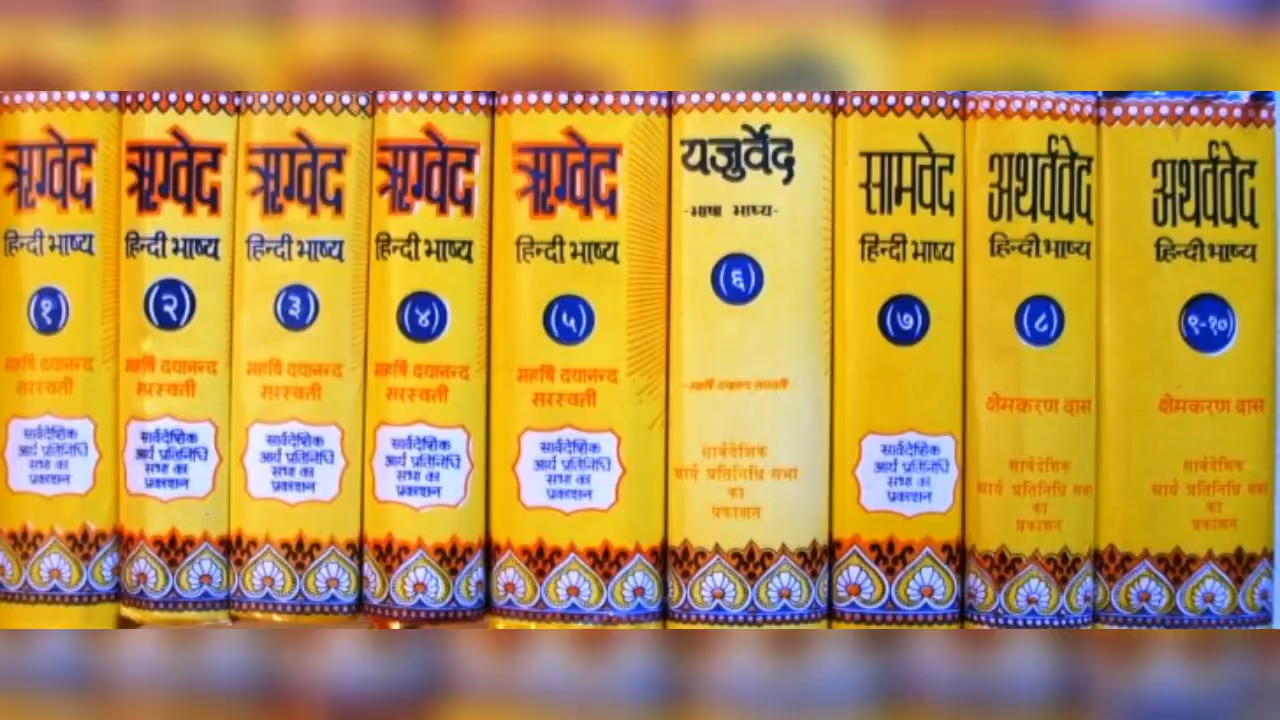 ऋग्वेद
हिन्दी भाष्य
(१)
महर्षि दयानन्द
सरस्वती
सार्वदेशिक
आर्य प्रतिनिधि
सभा का
प्रकाशन
ऋग्वेद
हिन्दी भाष्य
(२)
महर्षि दयानन्द
सरस्वती
सार्वदेशिक
आर्य प्रतिनिधि
सभा का
प्रकाशन
ऋग्वेद
हिन्दी भाष्य
(३)
महर्षि दयानन्द
सरस्वती
सार्वदेशिक
आर्य प्रतिनिधि
सभा का
प्रकाशन
ऋग्वेद
हिन्दी भाष्य
(४)
महर्षि दयानन्द
सरस्वती
सार्वदेशिक
आर्य प्रतिनिधि
सभा का
प्रकाशन
ऋग्वेद
हिन्दी भाष्य
(५)
महर्षि दयानन्द
सरस्वती
सार्वदेशिक
आर्य प्रतिनिधि
सभा का
प्रकाशन
यजुर्वेद
-भाषा भाष्य-
(६)
महर्षि दयानन्द सरस्वती
सार्वदेशिक
आर्य प्रतिनिधि सभा
का
प्रकाशन
सामवेद
हिन्दी भाष्य
(७)
सार्वदेशिक
आर्य प्रतिनिधि
सभा का
प्रकाशन
अथर्ववेद
हिन्दी भाष्य
(८)
क्षेमकरण दास
सार्वदेशिक
आर्य प्रतिनिधि सभा
का
प्रकाशन
अथर्ववेद
हिन्दी भाष्य
(९-१०)
क्षेमकरण दास
सार्वदेशिक
आर्य प्रतिनिधि सभा
का
प्रकाशन